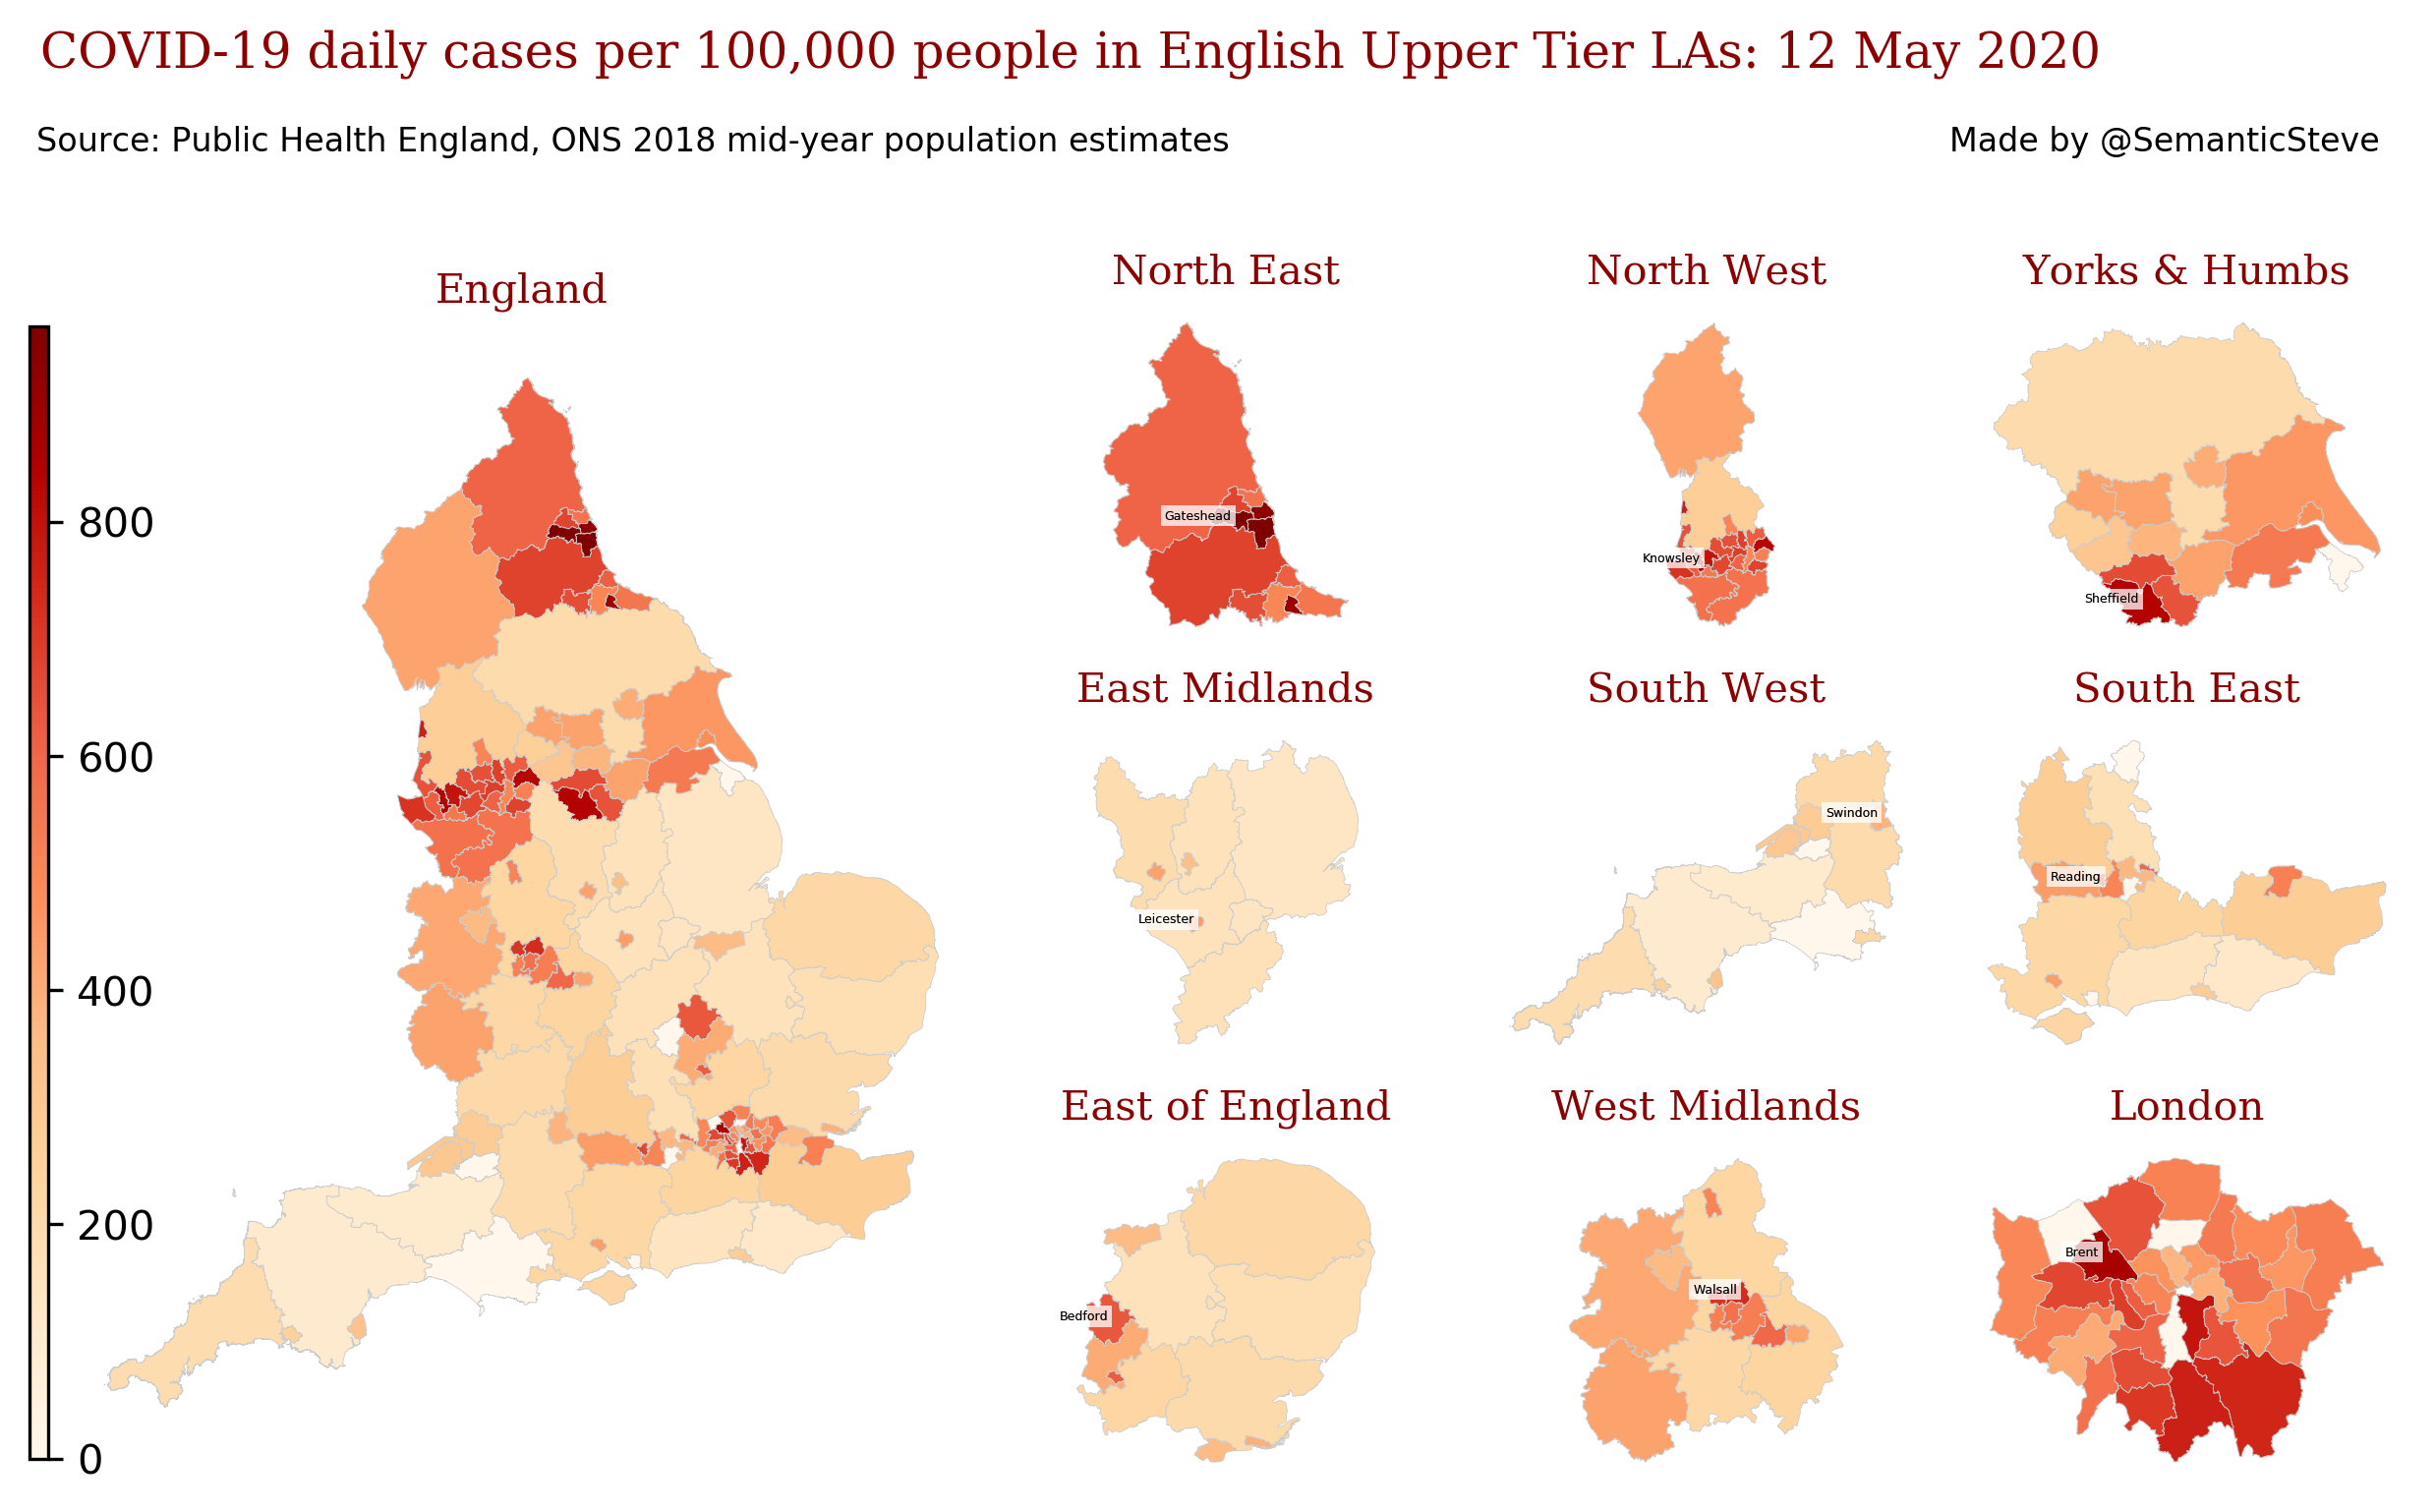 COVID-19 daily cases per 100,000 people in English Upper Tier LAs: 12 May 2020
Source: Public Health England, ONS 2018 mid-year population estimates
Made by @SemanticSteve
England
800
600
400
200
0
North East
Gateshead
North West
Knowsley
Yorks & Humbs
Sheffield
East Midlands
Leicester
South West
Swindon
South East
Reading
East of England
Bedford
West Midlands
Walsall
London
Brent